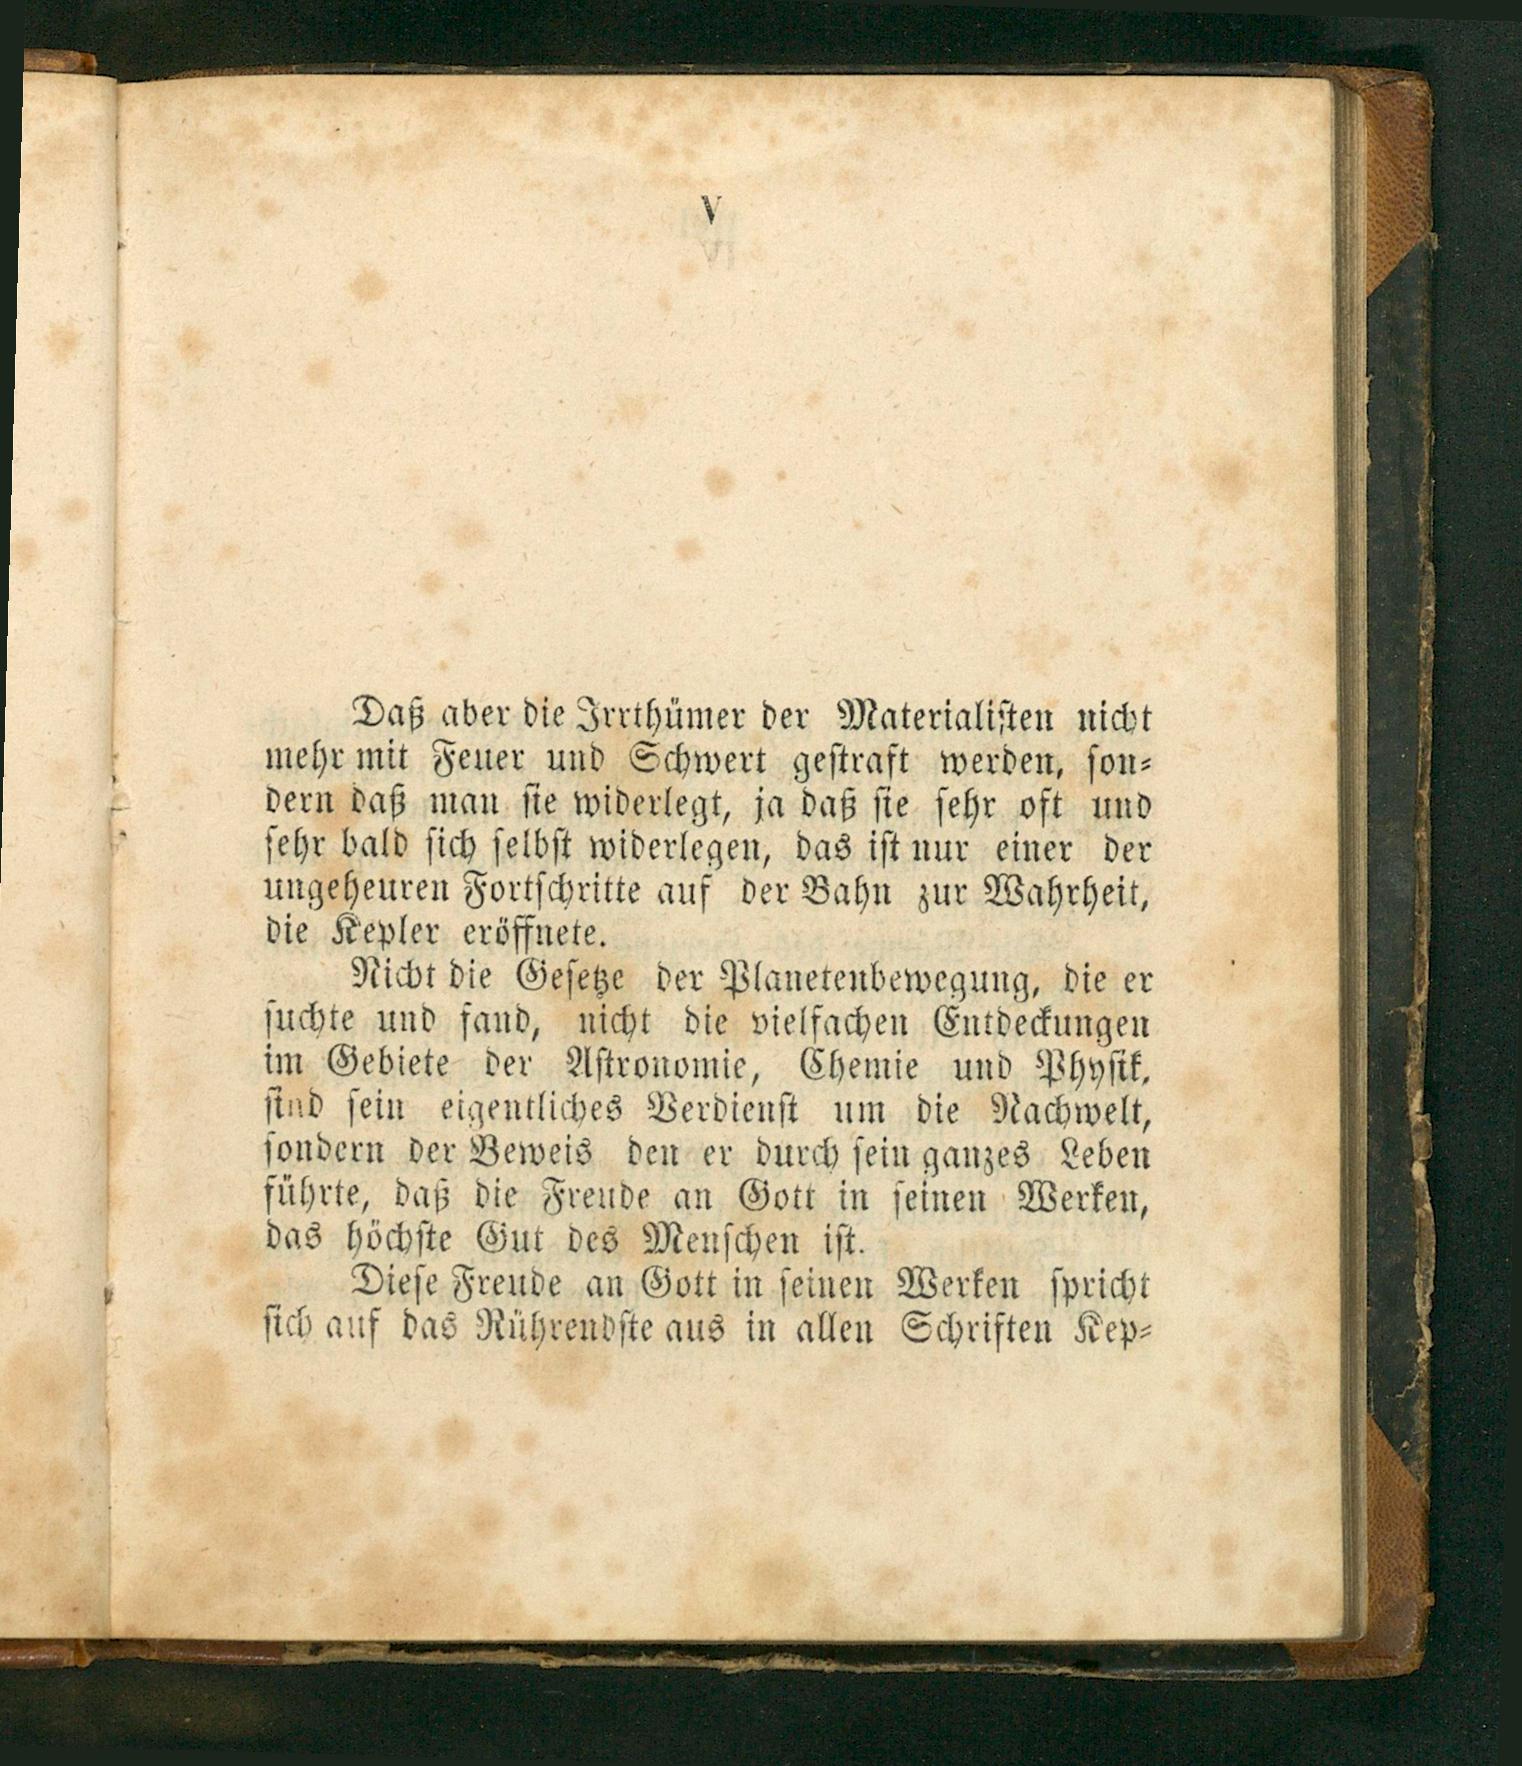 V
Daß aber die Irrthümer der Materialisten nicht
mehr mit Feuer und Schwert gestraft werden, son⸗
dern daß man sie widerlegt, ja daß sie sehr oft und
sehr bald sich selbst widerlegen, das ist nur einer der
ungeheuren Fortschritte auf der Bahn zur Wahrheit,
die Kepler eröffnete.
Nicht die Gesetze der Planetenbewegung, die er
suchte und fand, nicht die vielfachen Entdeckungen
im Gebiete der Astronomie, Chemie und Physik,
sind sein eigentliches Verdienst um die Nachwelt,
sondern der Beweis den er durch sein ganzes Leben
führte, daß die Freude an Gott in seinen Werken,
das höchste Gut des Menschen ist.
Diese Freude an Gott in seinen Werken spricht
sich auf das Rührendste aus in allen Schriften Kep⸗